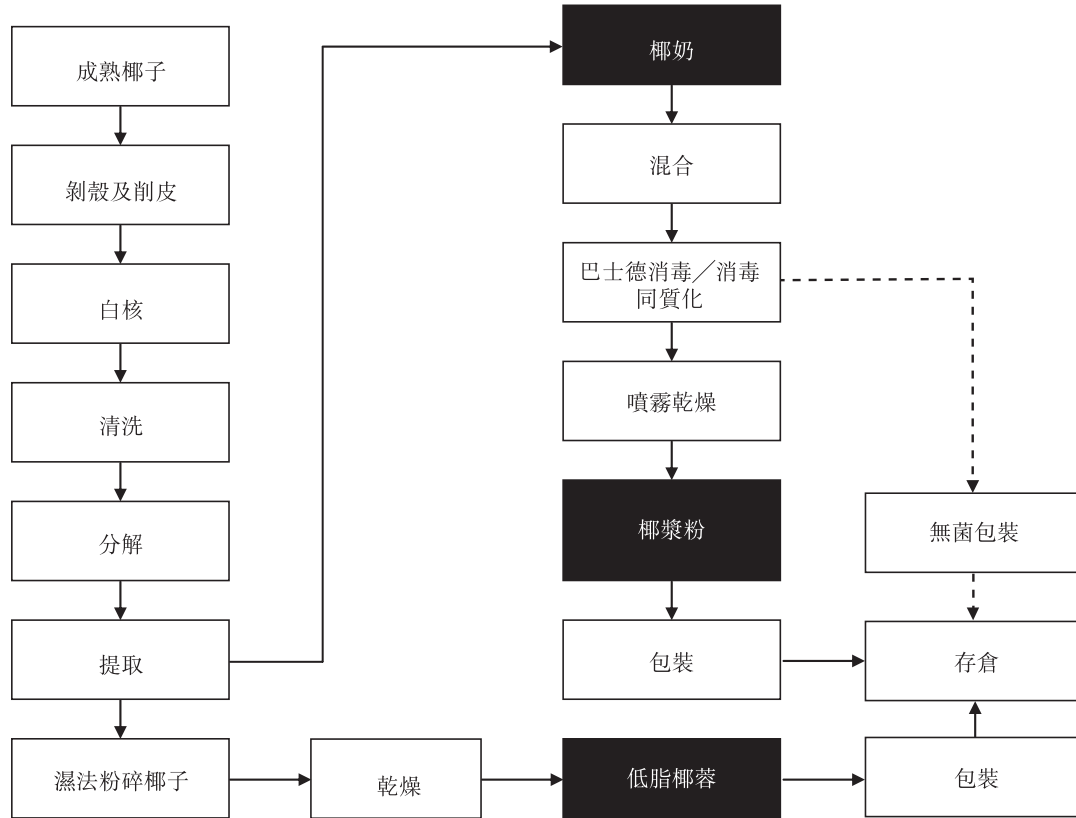 成熟椰子
剝殼及削皮
白核
清洗
分解
提取
濕法粉碎椰子
乾燥
椰奶
混合
巴士德消毒／消毒
同質化
噴霧乾燥
椰漿粉
包裝
低脂椰蓉
無菌包裝
存倉
包裝